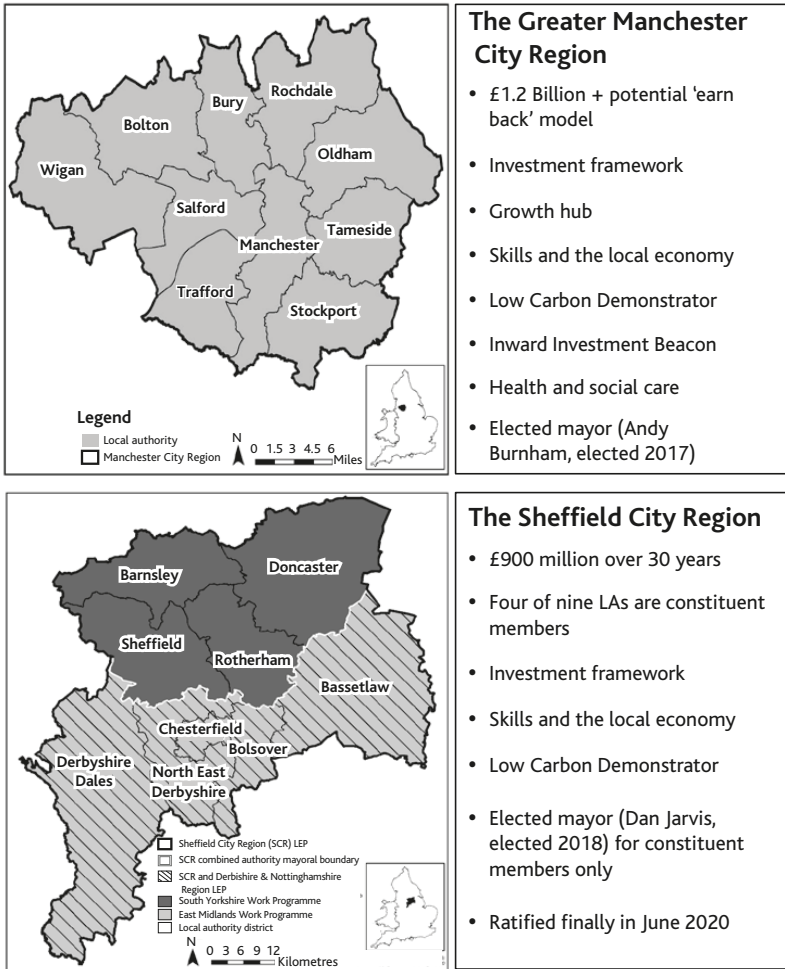 The Greater Manchester
City Region
• £1.2 Billion + potential ‘earn
back’ model
• Investment framework
• Growth hub
• Skills and the local economy
• Low Carbon Demonstrator
• Inward Investment Beacon
• Health and social care
• Elected mayor (Andy
Burnham, elected 2017)
Rochdale
Bury
Bolton
Oldham
Wigan
Salford
Tameside
Manchester
Trafford
Stockport
Legend
Local authority
Manchester City Region
N
0 1.5 3 4.5 6
Miles
The Sheffield City Region
• £900 million over 30 years
• Four of nine LAs are constituent
members
• Investment framework
• Skills and the local economy
• Low Carbon Demonstrator
• Elected mayor (Dan Jarvis,
elected 2018) for constituent
members only
• Ratified finally in June 2020
Doncaster
Barnsley
Sheffield
Rotherham
Bassetlaw
Chesterfield
Bolsover
Derbyshire
Dales
North East
Derbyshire
Sheffield City Region (SCR) LEP
SCR combined authority mayoral boundary
SCR and Derbishire & Nottinghamshire
Region LEP
South Yorkshire Work Programme
East Midlands Work Programme
Local authority district
N
0 3 6 9 12
Kilometres